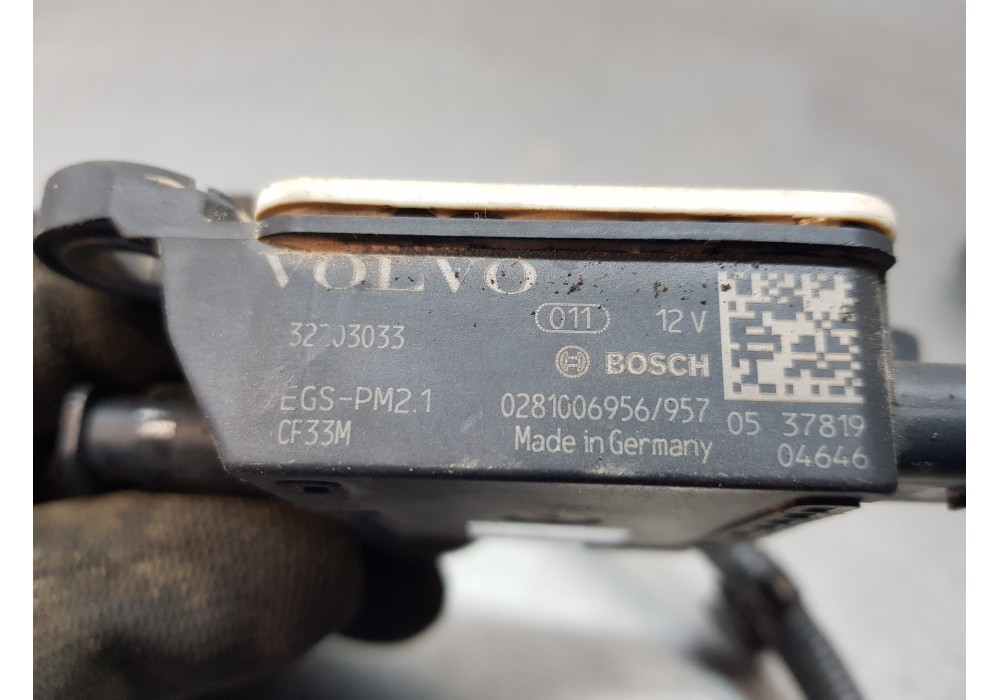 VOLVO
011 12 V
BOSCH
EGS-PM2.1
0281006956/957
05 37819
CF33M
Made in Germany
04646